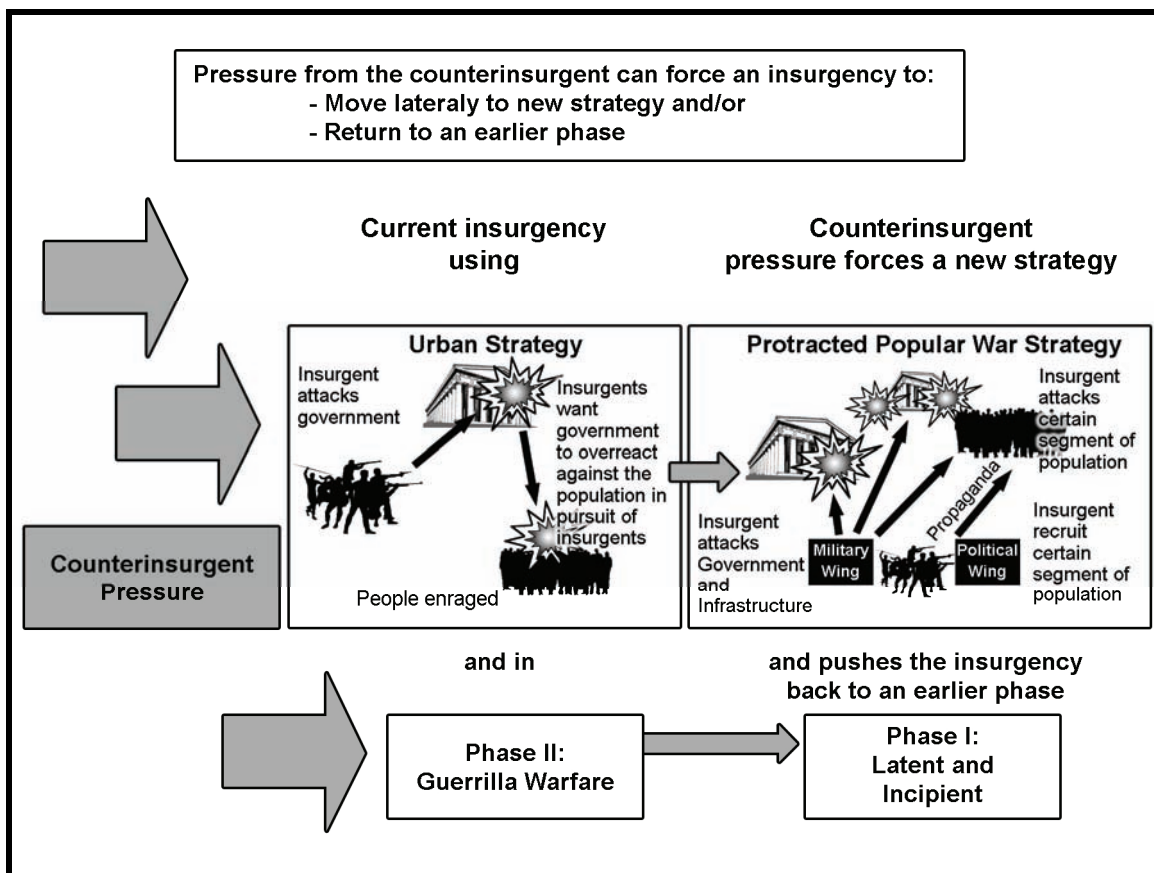 Pressure from the counterinsurgent can force an insurgency to:
- Move lateraly to new strategy and/or
- Return to an earlier phase
Current insurgency
using
Counterinsurgent
pressure forces a new strategy
Urban Strategy
Insurgent
attacks
government
Insurgents
want
government
to overreact
against the
population in
pursuit of
insurgents
People enraged
Protracted Popular War Strategy
Insurgent
attacks
certain
segment of
population
Propaganda
Insurgent
attacks
Government
and
Infrastructure
Military
Wing
Political
Wing
Insurgent
recruit
certain
segment of
population
Counterinsurgent
Pressure
and in
and pushes the insurgency
back to an earlier phase
Phase II:
Guerrilla Warfare
Phase I:
Latent and
Incipient